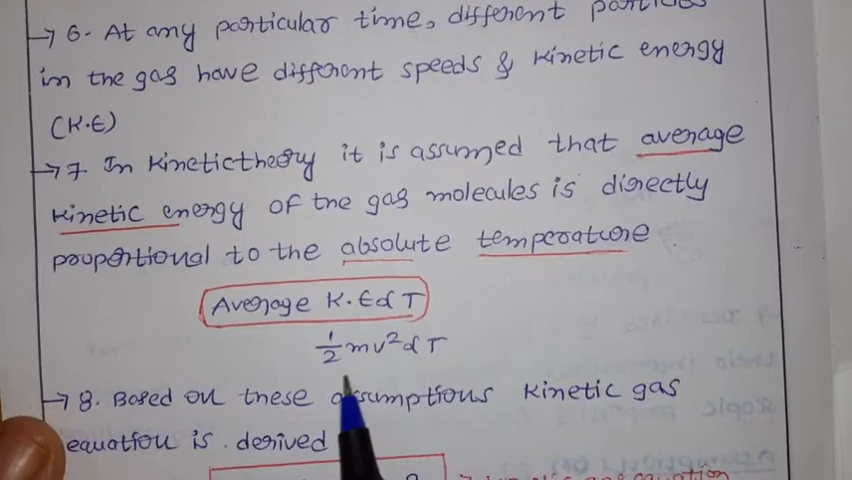 → 6. At any particular time, different particles
in the gas have different speeds & kinetic energy
(K.E)
→ 7. In Kinetictheory it is assumed that average
kinetic energy of the gas molecules is directly
proportional to the absolute temperature.
Average K.E α T
½mv² α T
→ 8. Based on these assumptions kinetic gas
equation is derived